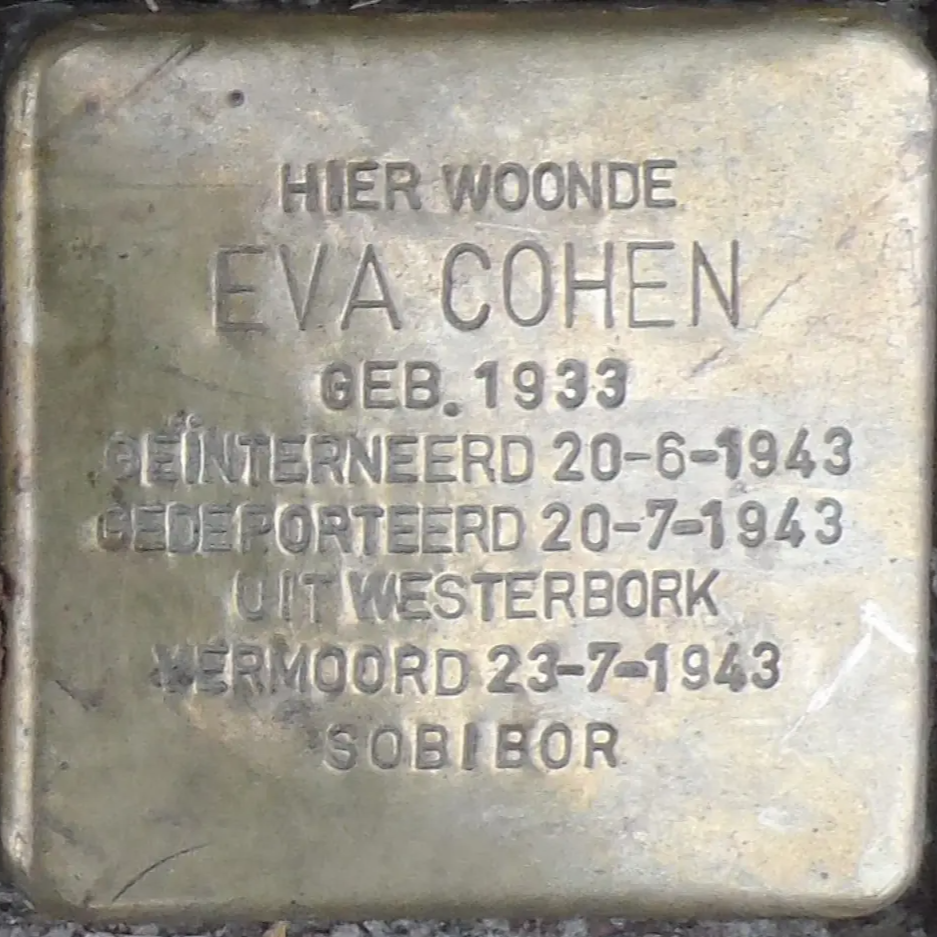 HIER WOONDE
EVA COHEN
GEB. 1933
GEÏNTERNEERD 20-6-1943
GEDEPORTEERD 20-7-1943
UIT WESTERBORK
VERMOORD 23-7-1943
SOBIBOR